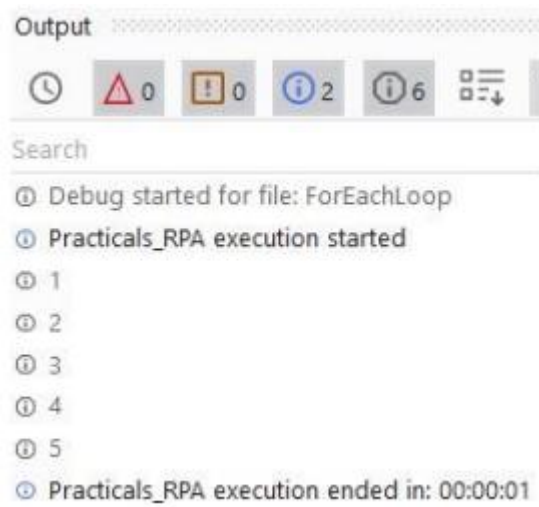 Output
0 0 2 6
Search
Debug started for file: ForEachLoop
Practicals_RPA execution started
1
2
3
4
5
Practicals_RPA execution ended in: 00:00:01